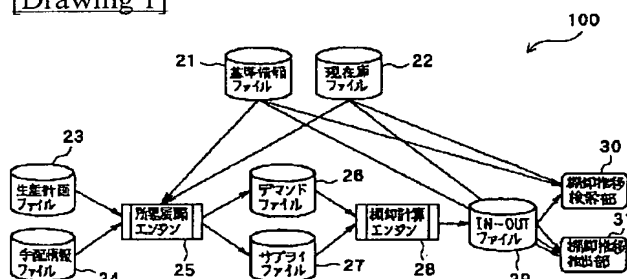 [Drawing 1]
100
21
基準情報
ファイル
現在庫
ファイル
22
23
生産計画
ファイル
手配情報
ファイル
24
所要展開
エンジン
25
デマンド
ファイル
26
サプライ
ファイル
27
棚卸計算
エンジン
28
IN-OUT
ファイル
29
30
棚卸推移
検索部
31
棚卸推移
抽出部